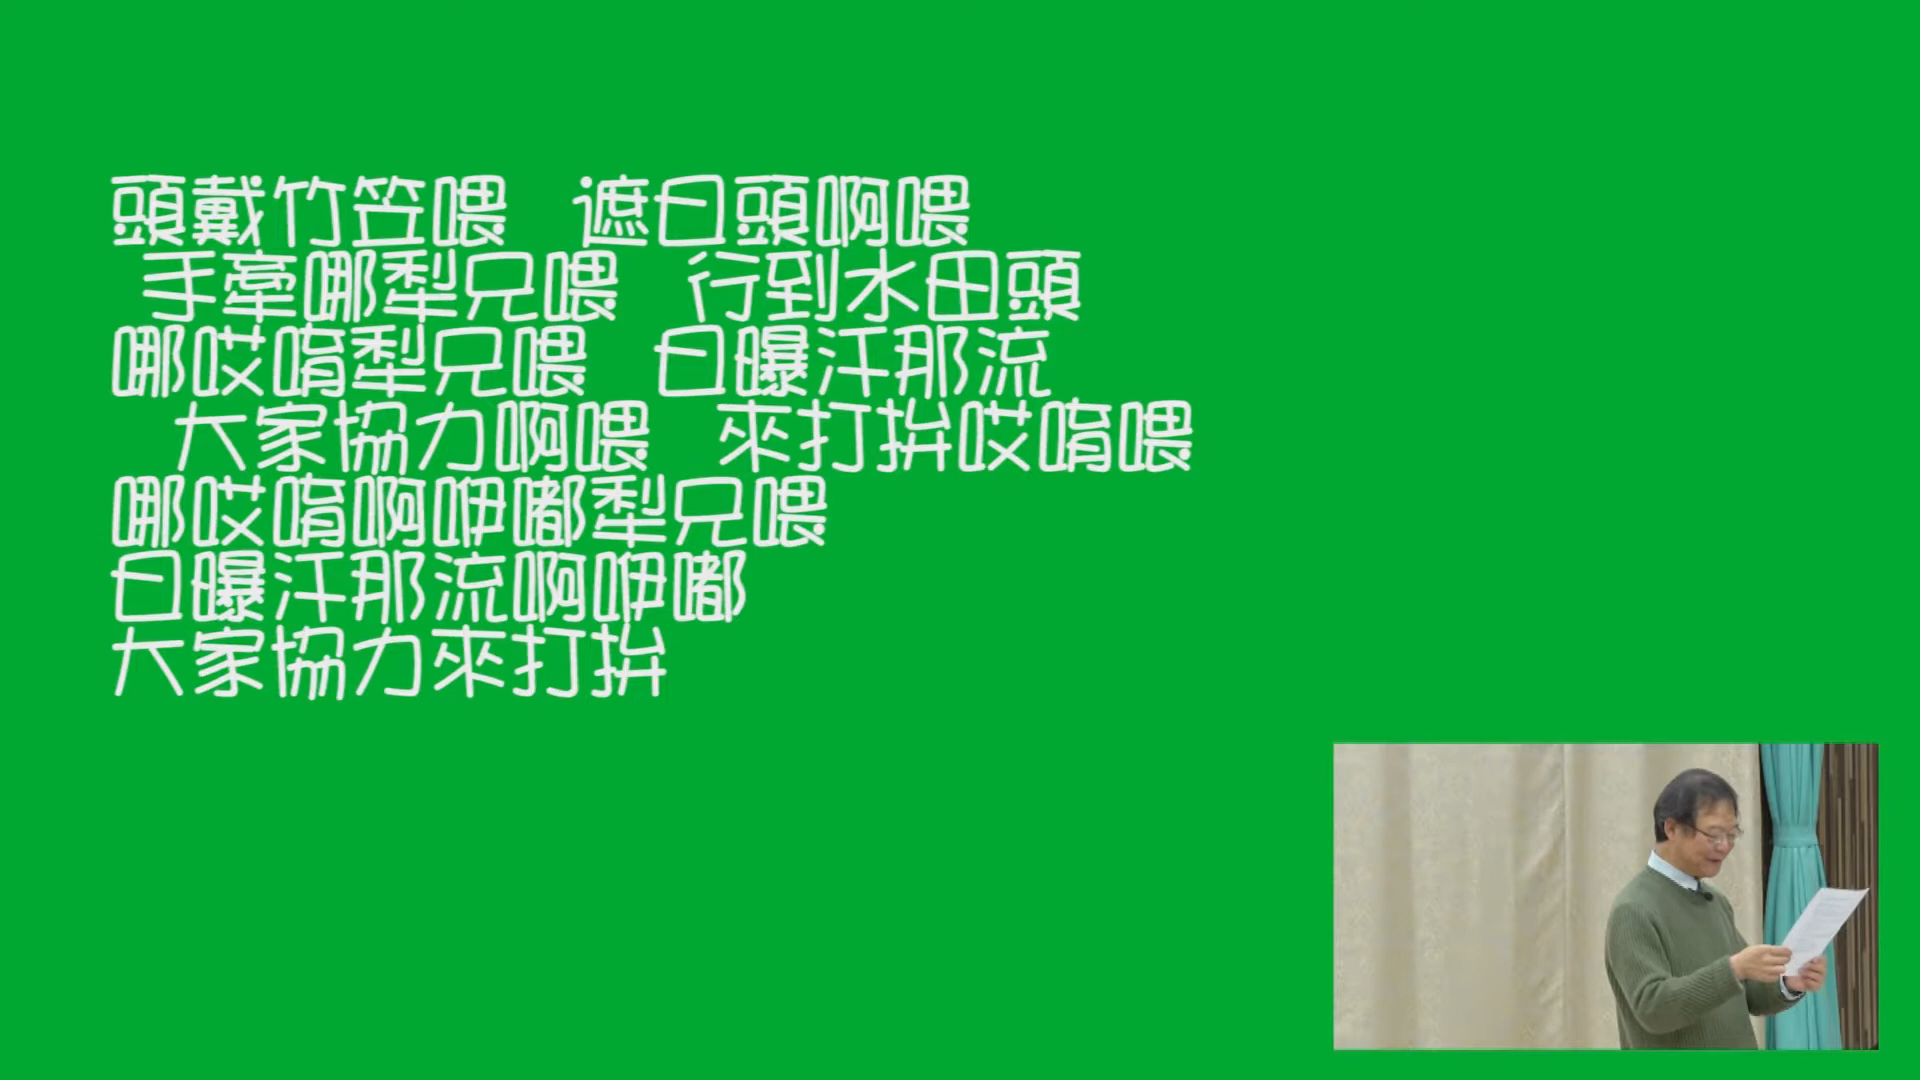 頭戴竹笠喂　遮日頭啊喂
手牽哪犁兄喂　行到水田頭
哪哎唷犁兄喂　日曝汗那流
大家協力啊喂　來打拚哎唷喂
哪哎唷啊咿嘟犁兄喂
日曝汗那流啊咿嘟
大家協力來打拚